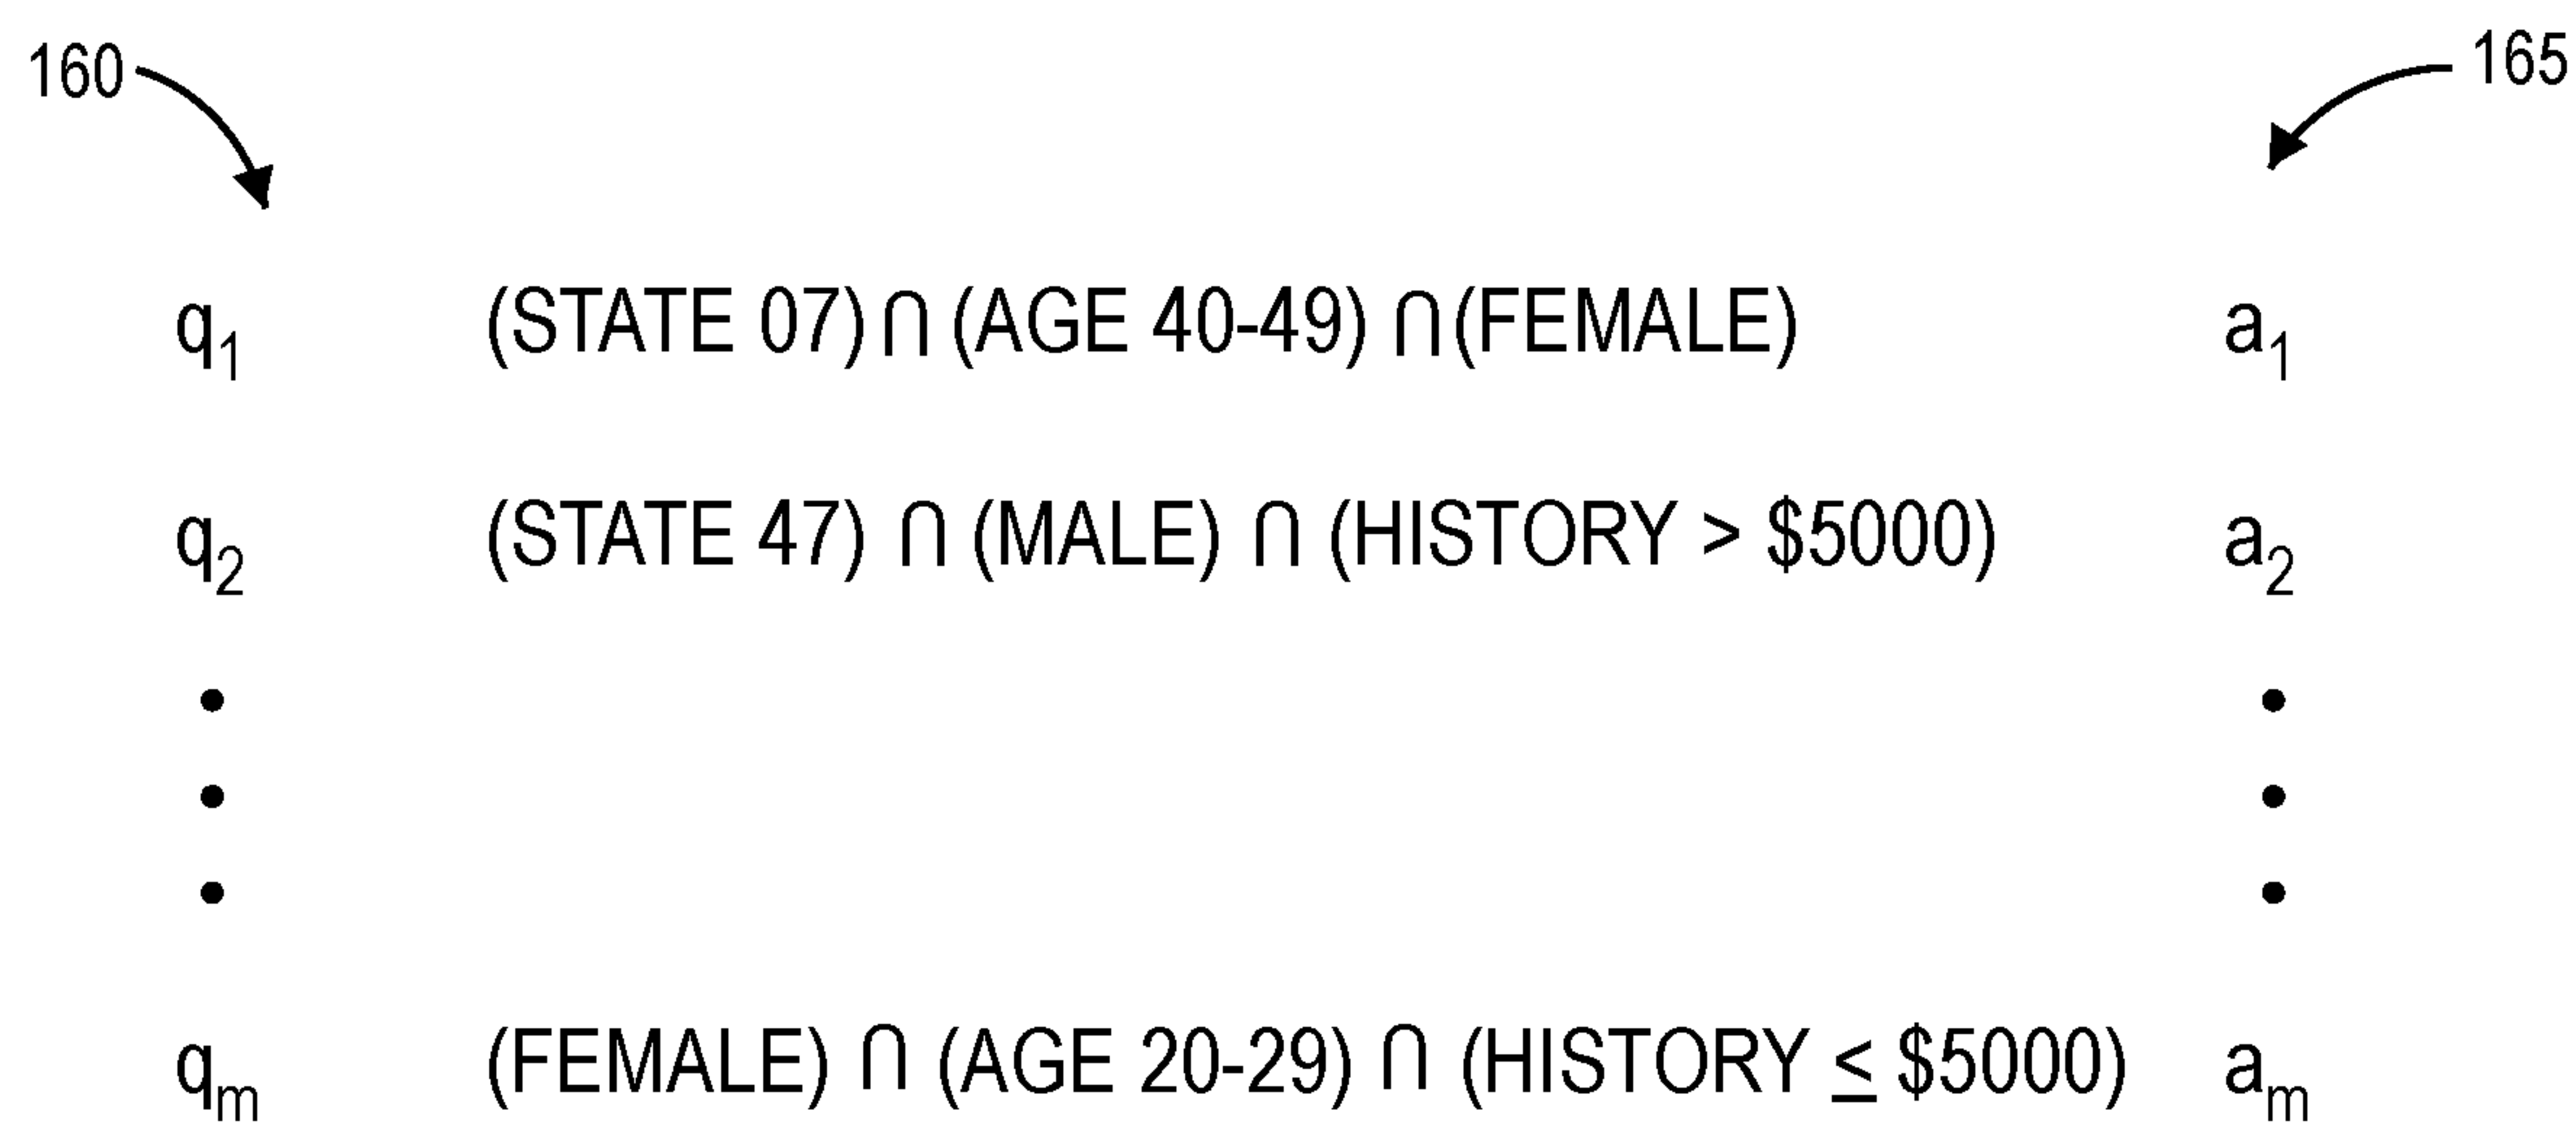 160 165
q₁ (STATE 07) ∩ (AGE 40-49) ∩ (FEMALE) a₁
q₂ (STATE 47) ∩ (MALE) ∩ (HISTORY > $5000) a₂
qₘ (FEMALE) ∩ (AGE 20-29) ∩ (HISTORY ≤ $5000) aₘ